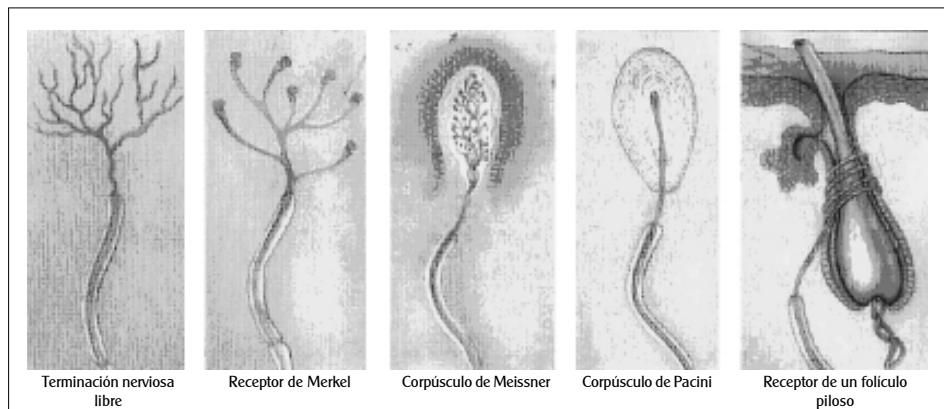 Terminación nerviosa
libre
Receptor de Merkel
Corpúsculo de Meissner
Corpúsculo de Pacini
Receptor de un folículo
piloso